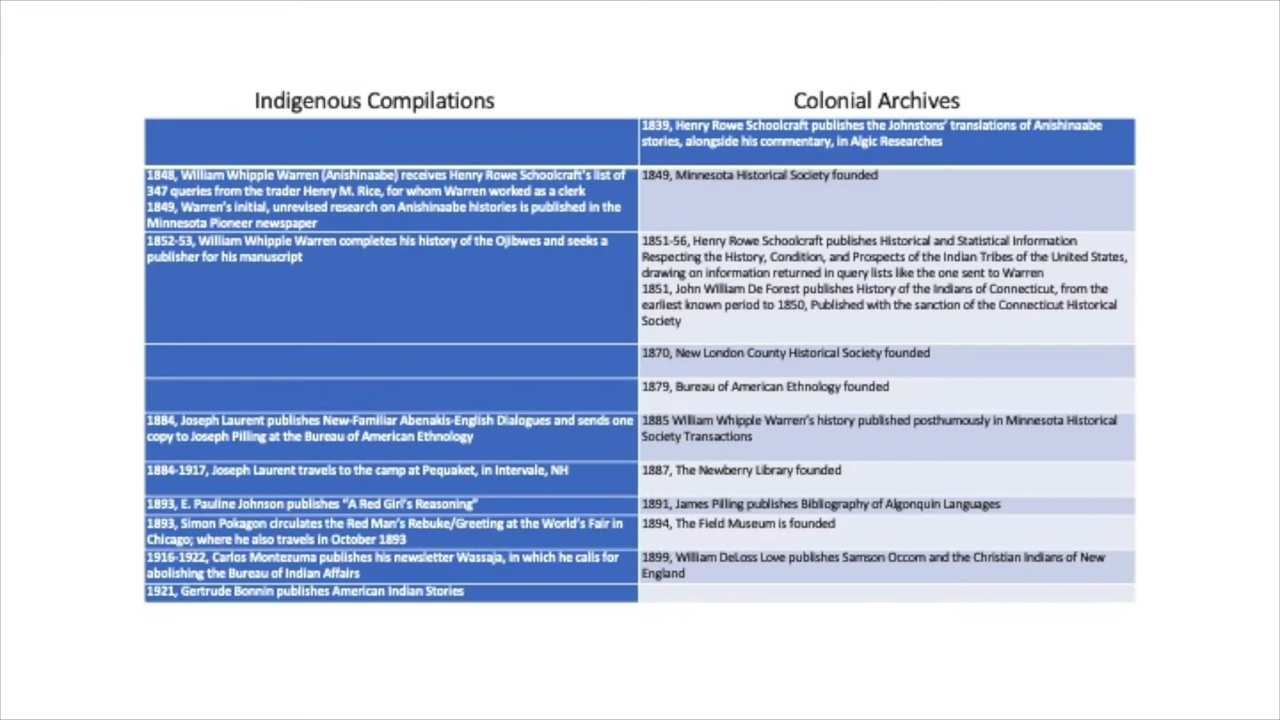 Indigenous Compilations
Colonial Archives
1839, Henry Rowe Schoolcraft publishes the Johnstons' translations of Anishinaabe
stories, alongside his commentary, in Algic Researches
1848, William Whipple Warren (Anishinaabe) receives Henry Rowe Schoolcraft's list of
347 queries from the trader Henry M. Rice, for whom Warren worked as a clerk
1849, Warren's initial, unrevised research on Anishinaabe histories is published in the
Minnesota Pioneer newspaper
1849, Minnesota Historical Society founded
1852-53, William Whipple Warren completes his history of the Ojibwes and seeks a
publisher for his manuscript
1851-56, Henry Rowe Schoolcraft publishes Historical and Statistical Information
Respecting the History, Condition, and Prospects of the Indian Tribes of the United States,
drawing on information returned in query lists like the one sent to Warren
1851, John William De Forest publishes History of the Indians of Connecticut, from the
earliest known period to 1850, Published with the sanction of the Connecticut Historical
Society
1870, New London County Historical Society founded
1879, Bureau of American Ethnology founded
1884, Joseph Laurent publishes New-Familiar Abenakis-English Dialogues and sends one
copy to Joseph Pilling at the Bureau of American Ethnology
1885 William Whipple Warren's history published posthumously in Minnesota Historical
Society Transactions
1884-1917, Joseph Laurent travels to the camp at Pequaket, in Intervale, NH
1887, The Newberry Library founded
1893, E. Pauline Johnson publishes "A Red Girl's Reasoning"
1891, James Pilling publishes Bibliography of Algonquin Languages
1893, Simon Pokagon circulates the Red Man's Rebuke/Greeting at the World's Fair in
Chicago; where he also travels in October 1893
1894, The Field Museum is founded
1916-1922, Carlos Montezuma publishes his newsletter Wassaja, in which he calls for
abolishing the Bureau of Indian Affairs
1899, William DeLoss Love publishes Samson Occom and the Christian Indians of New
England
1921, Gertrude Bonnin publishes American Indian Stories